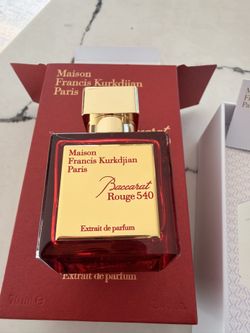 Maison
Francis Kurkdjian
Paris
Maison
Francis Kurkdjian
Paris
Baccarat
Rouge 540
Extrait de parfum
Extrait de parfum